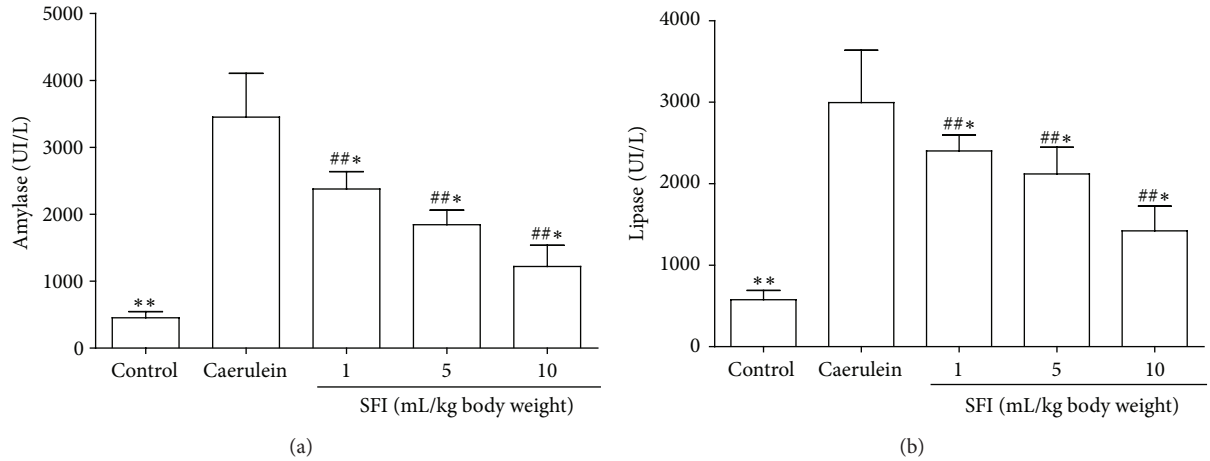 Amylase (UI/L)
5000
4000
3000
2000
1000
0
**
##*
##*
##*
Control
Caerulein
1
5
10
SFI (mL/kg body weight)
(a)
Lipase (UI/L)
4000
3000
2000
1000
0
**
##*
##*
##*
Control
Caerulein
1
5
10
SFI (mL/kg body weight)
(b)